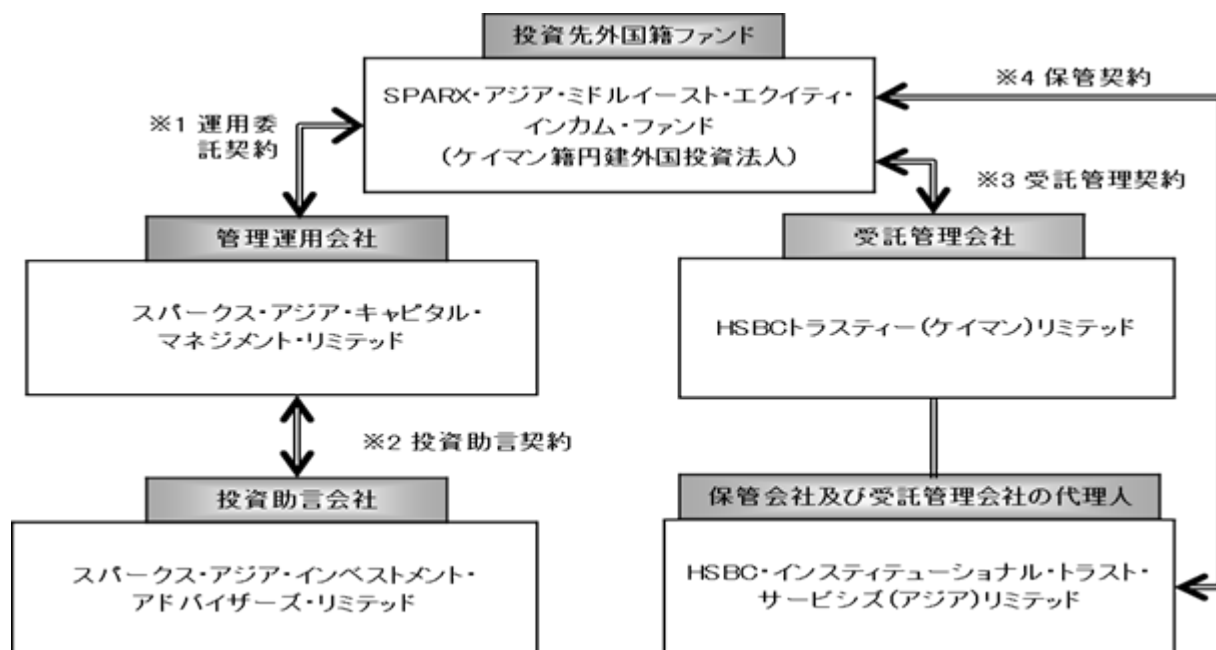 投資先外国籍ファンド
SPARX・アジア・ミドルイースト・エクイティ・
インカム・ファンド
(ケイマン籍円建外国投資法人)
※4 保管契約
※1 運用委
託契約
※3 受託管理契約
管理運用会社
スパークス・アジア・キャピタル・
マネジメント・リミテッド
受託管理会社
HSBCトラスティー(ケイマン)リミテッド
※2 投資助言契約
投資助言会社
スパークス・アジア・インベストメント・
アドバイザーズ・リミテッド
保管会社及び受託管理会社の代理人
HSBC・インスティテューショナル・トラスト・
サービシズ(アジア)リミテッド